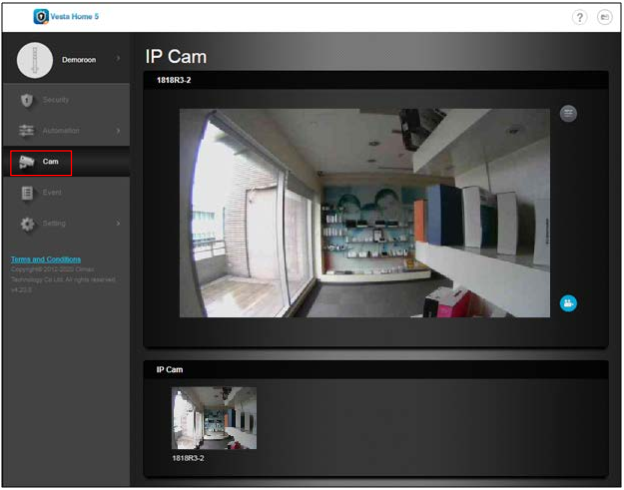 Vesta Home 5
?
Demoroon
IP Cam
1818R3-2
Security
Automation
Cam
Event
Setting
Terms and Conditions
Copyright© 2012-2020 Climax
Technology Co Ltd. All rights reserved.
v4.20.5
IP Cam
1818R3-2